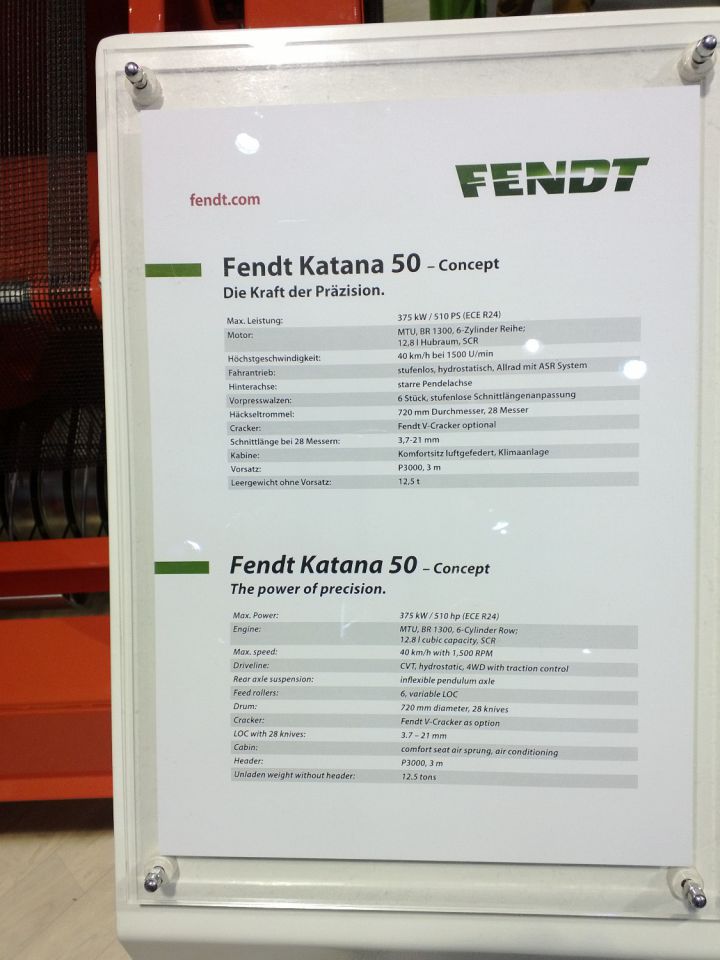 FENDT
fendt.com
Fendt Katana 50 – Concept
Die Kraft der Präzision.
Max. Leistung: 375 kW / 510 PS (ECE R24)
Motor: MTU, BR 1300, 6-Zylinder Reihe;
12,8 l Hubraum, SCR
Höchstgeschwindigkeit: 40 km/h bei 1500 U/min
Fahrantrieb: stufenlos, hydrostatisch, Allrad mit ASR System
Hinterachse: starre Pendelachse
Vorpresswalzen: 6 Stück, stufenlose Schnittlängenanpassung
Häckseltrommel: 720 mm Durchmesser, 28 Messer
Cracker: Fendt V-Cracker optional
Schnittlänge bei 28 Messern: 3,7-21 mm
Kabine: Komfortsitz luftgefedert, Klimaanlage
Vorsatz: P3000, 3 m
Leergewicht ohne Vorsatz: 12,5 t
Fendt Katana 50 – Concept
The power of precision.
Max. Power: 375 kW / 510 hp (ECE R24)
Engine: MTU, BR 1300, 6-Cylinder Row;
12.8 l cubic capacity, SCR
Max. speed: 40 km/h with 1,500 RPM
Driveline: CVT, hydrostatic, 4WD with traction control
Rear axle suspension: inflexible pendulum axle
Feed rollers: 6, variable LOC
Drum: 720 mm diameter, 28 knives
Cracker: Fendt V-Cracker as option
LOC with 28 knives: 3.7 – 21 mm
Cabin: comfort seat air sprung, air conditioning
Header: P3000, 3 m
Unladen weight without header: 12.5 tons